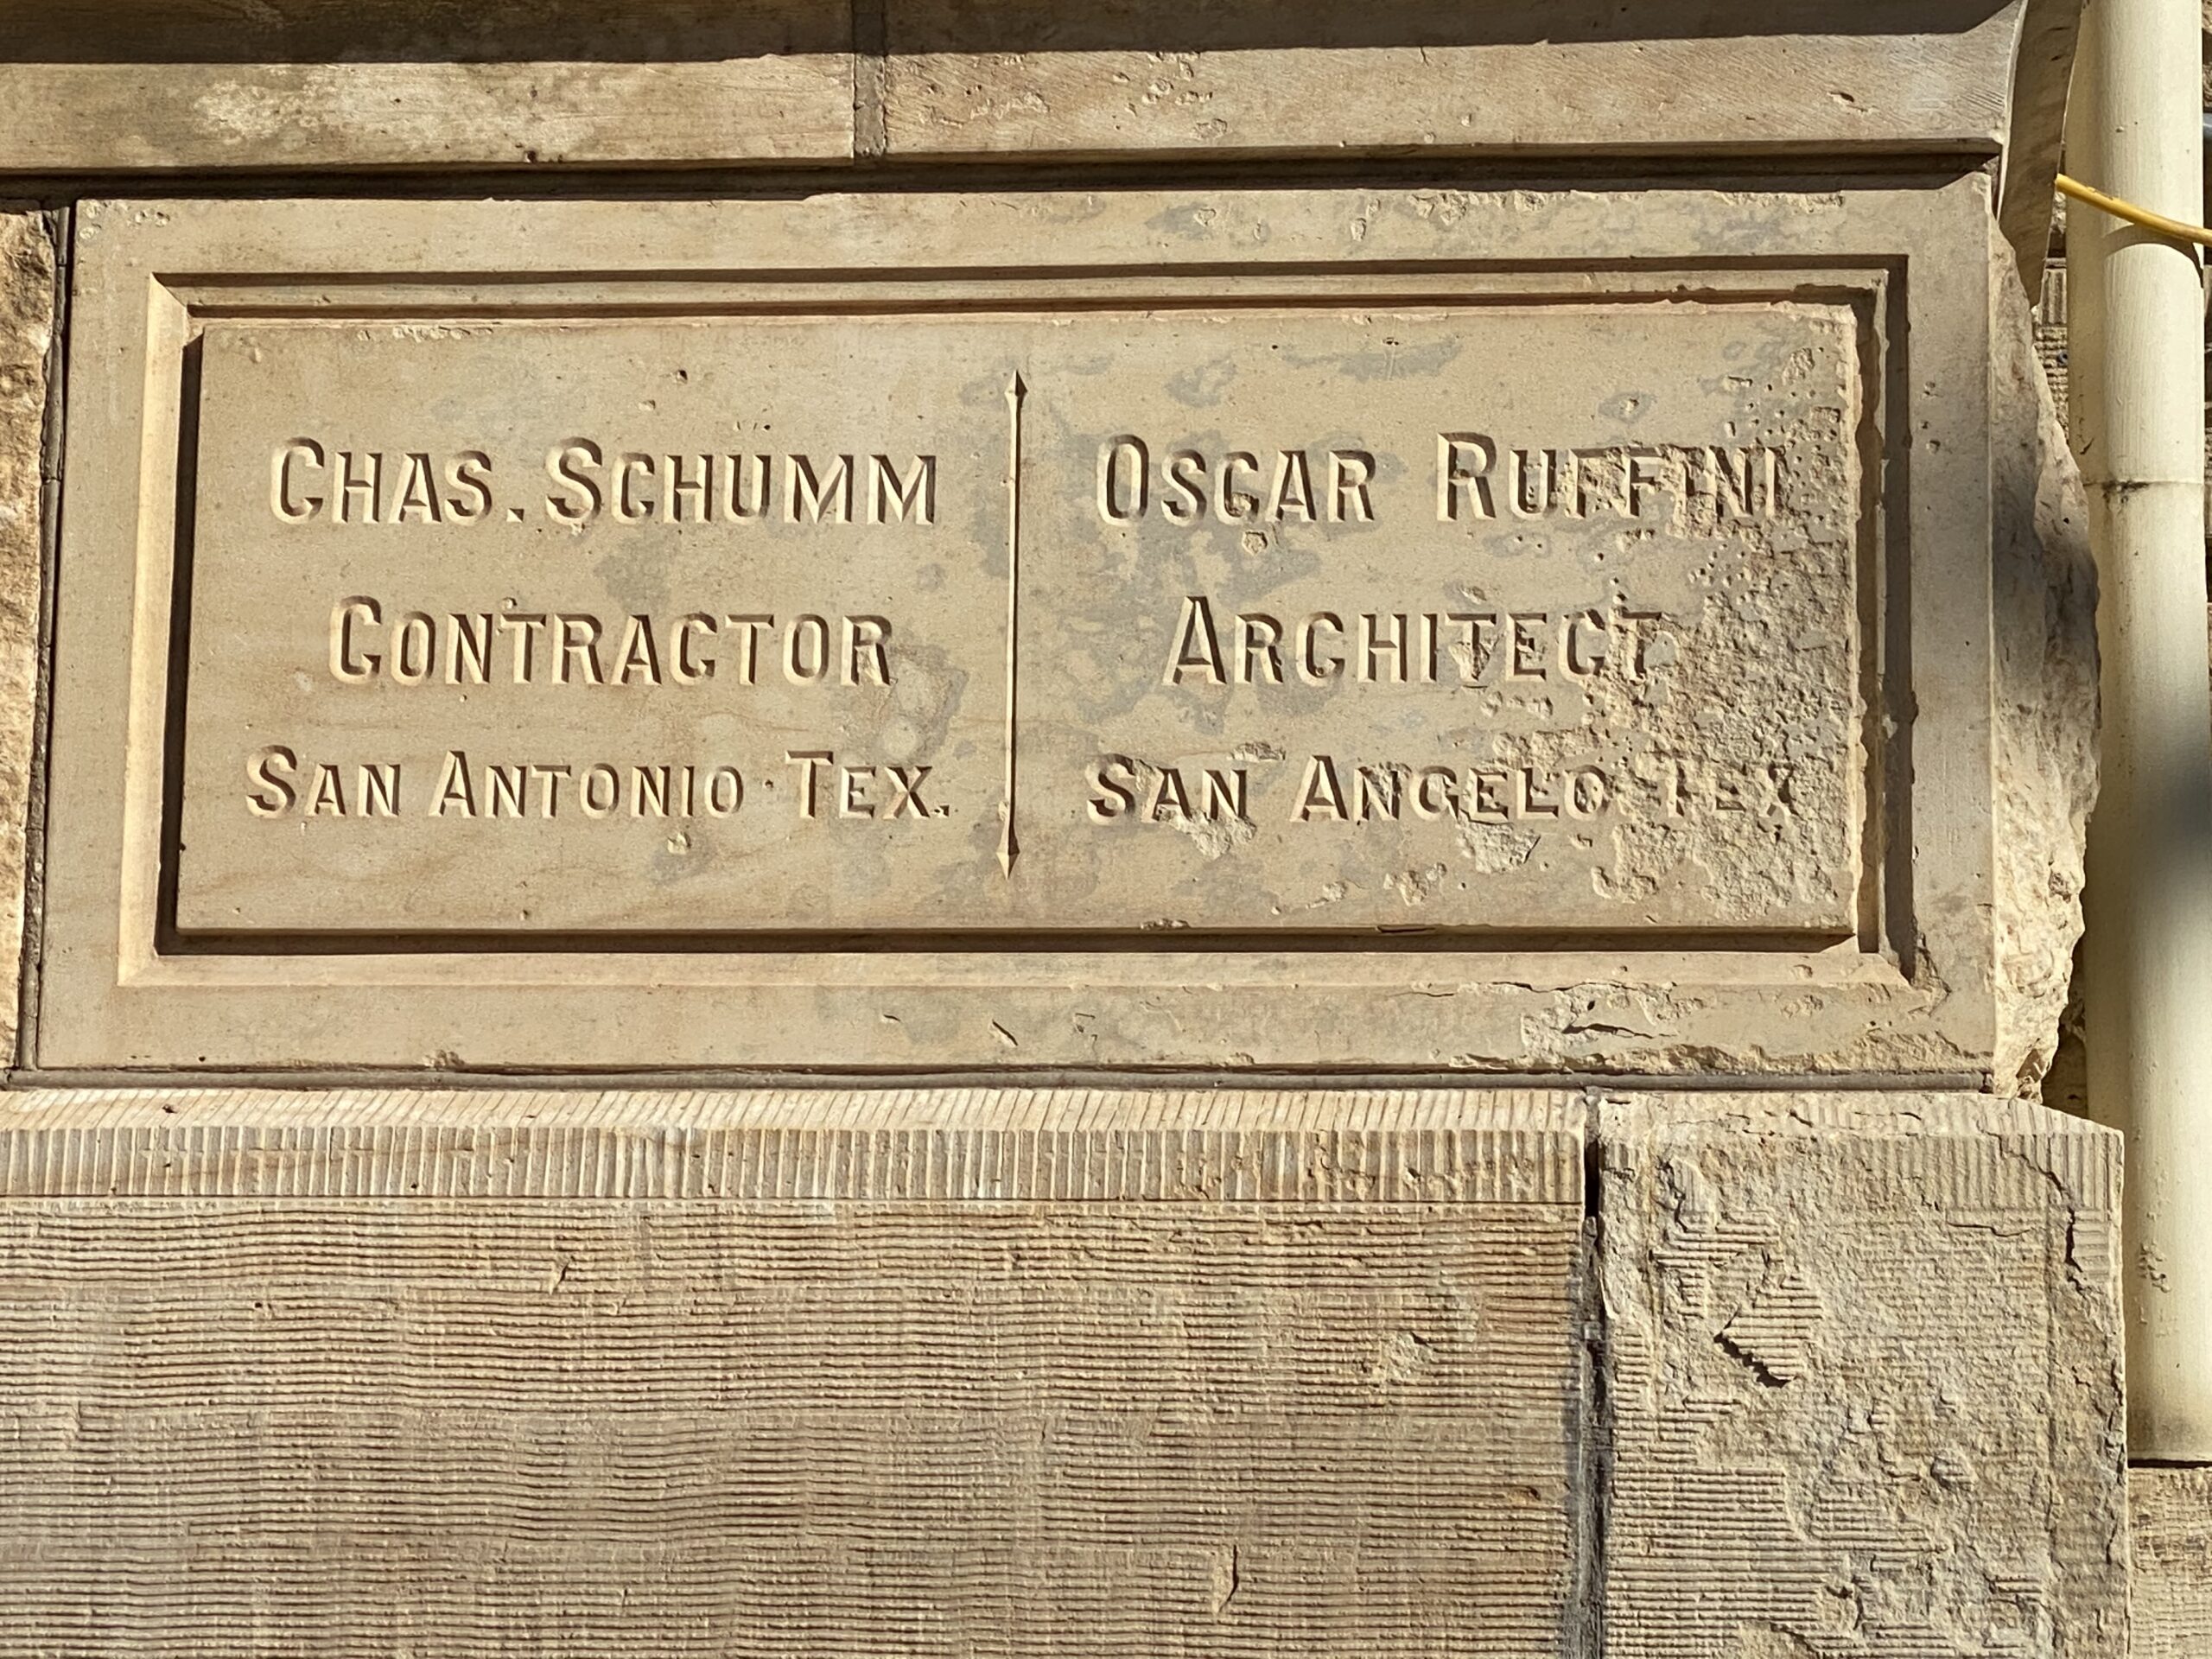 CHAS. SCHUMM
CONTRACTOR
SAN ANTONIO · TEX.
OSCAR RUFFINI
ARCHITECT
SAN ANGELO TEX